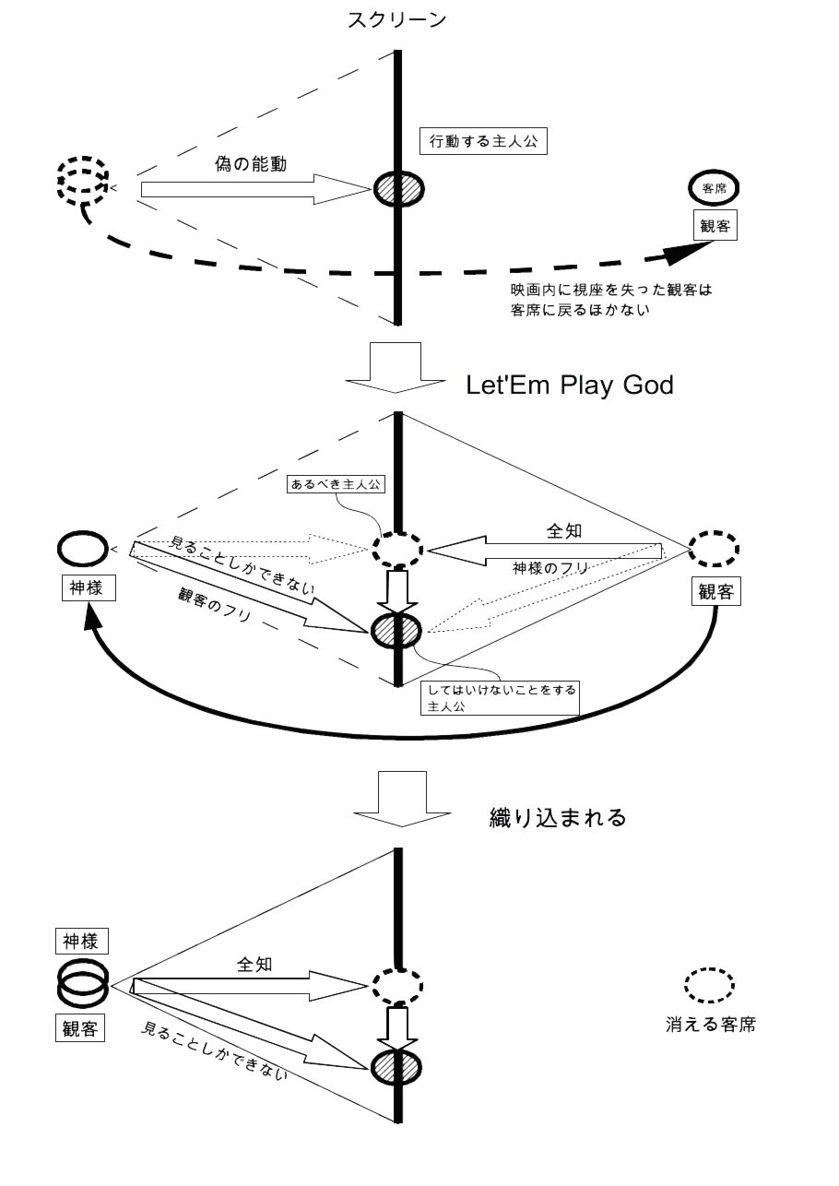 スクリーン
行動する主人公
偽の能動
客席
観客
映画内に視座を失った観客は
客席に戻るほかない
Let'Em Play God
あるべき主人公
全知
見ることしかできない
神様のフリ
神様
観客のフリ
観客
してはいけないことをする
主人公
織り込まれる
神様
全知
観客
見ることしかできない
消える客席